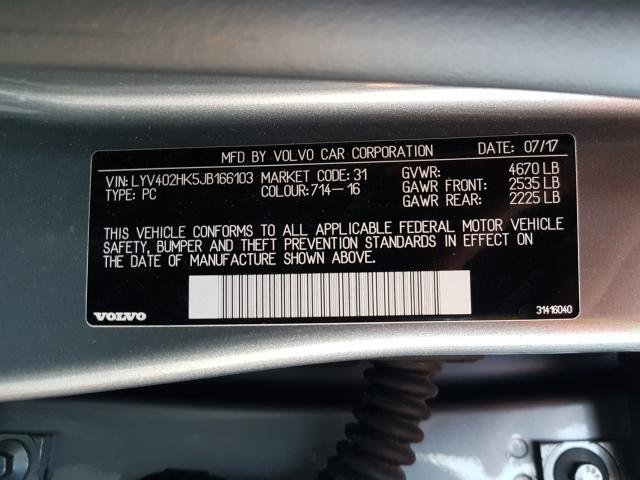 MFD BY VOLVO CAR CORPORATION DATE: 07/17
VIN: LYV402HK5JB166103 MARKET CODE: 31 GVWR: 4670 LB
TYPE: PC COLOUR: 714-16 GAWR FRONT: 2535 LB
GAWR REAR: 2225 LB
THIS VEHICLE CONFORMS TO ALL APPLICABLE FEDERAL MOTOR VEHICLE
SAFETY, BUMPER AND THEFT PREVENTION STANDARDS IN EFFECT ON
THE DATE OF MANUFACTURE SHOWN ABOVE.
VOLVO 31416040